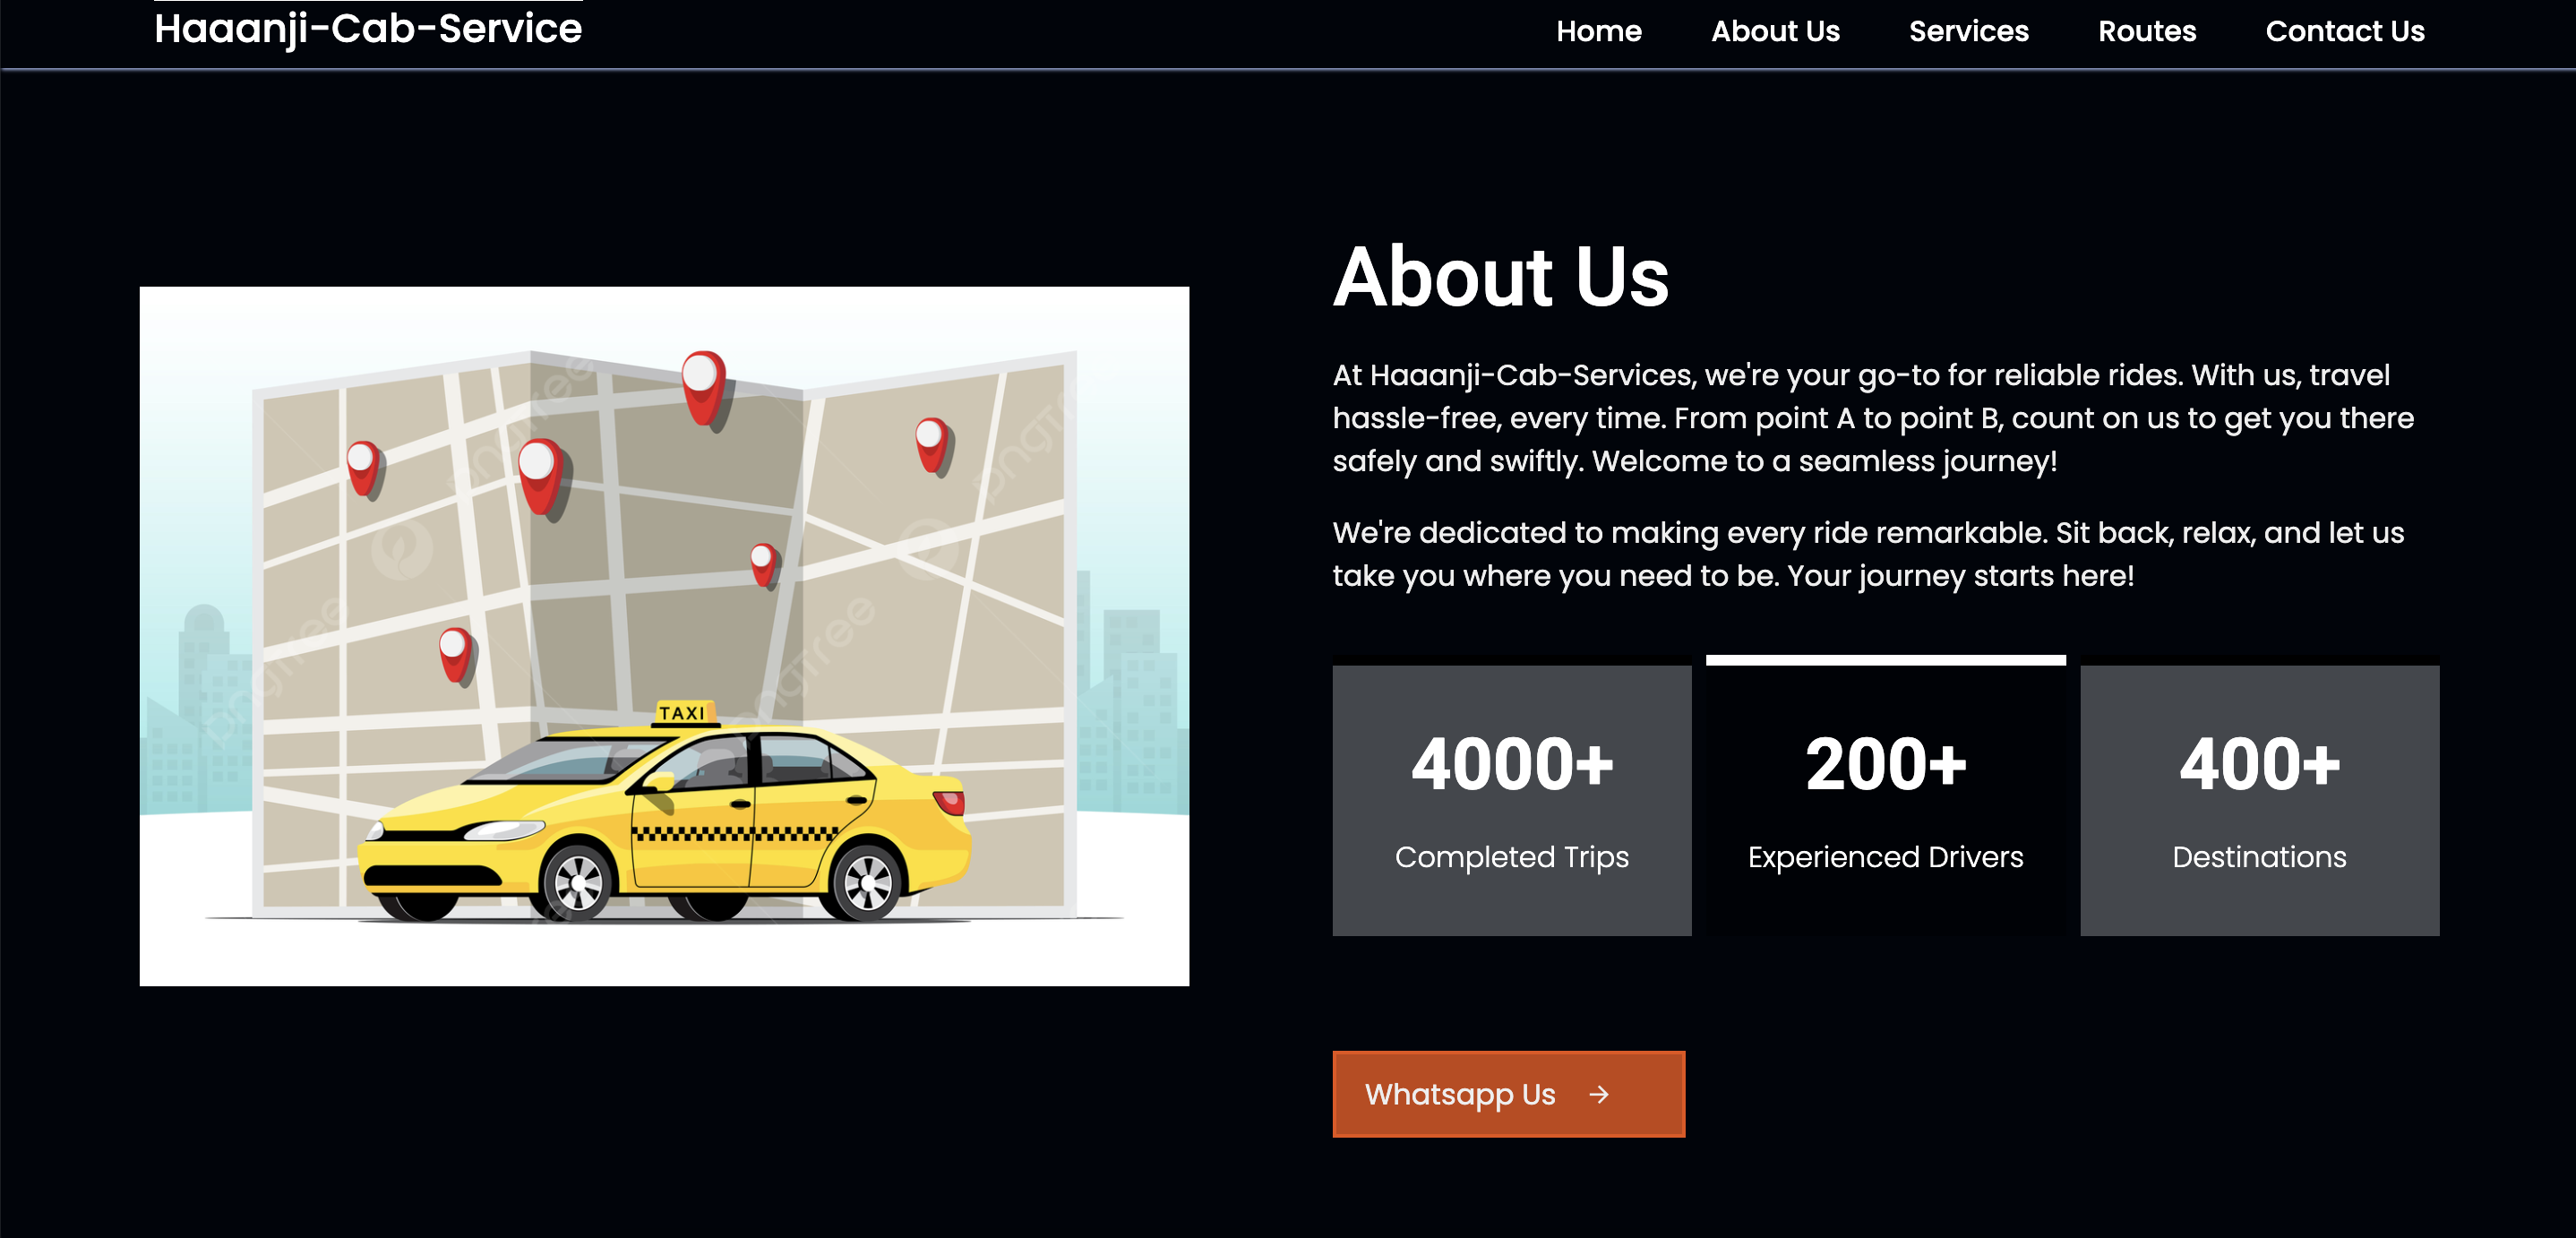 Haaanji-Cab-Service
Home About Us Services Routes Contact Us
About Us
At Haaanji-Cab-Services, we're your go-to for reliable rides. With us, travel
hassle-free, every time. From point A to point B, count on us to get you there
safely and swiftly. Welcome to a seamless journey!
We're dedicated to making every ride remarkable. Sit back, relax, and let us
take you where you need to be. Your journey starts here!
4000+
Completed Trips
200+
Experienced Drivers
400+
Destinations
Whatsapp Us →
TAXI
pngtree
pngtree
pngtree
pngtree